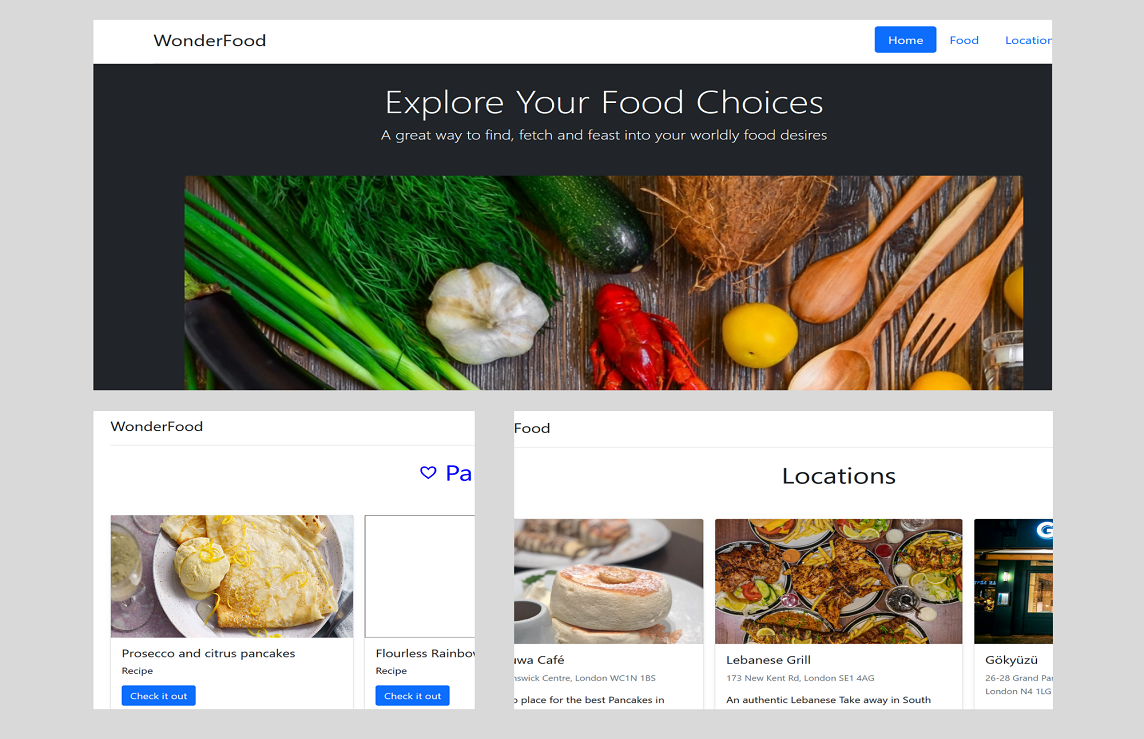 WonderFood
Home Food Location
Explore Your Food Choices
A great way to find, fetch and feast into your worldly food desires
WonderFood
Pa
Prosecco and citrus pancakes
Recipe
Check it out
Flourless Rainbow
Recipe
Check it out
Food
Locations
uwa Café
nswick Centre, London WC1N 1BS
place for the best Pancakes in
Lebanese Grill
173 New Kent Rd, London SE1 4AG
An authentic Lebanese Take away in South
G
Gökyüzü
26-28 Grand Pa
London N4 1LG